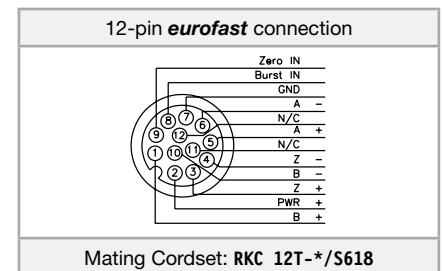 12-pin eurofast connection
Zero IN
Burst IN
GND
A −
N/C
A +
N/C
Z −
B −
Z +
PWR +
B +
8 7 6
9 12 5
1 10 11 4
2 3
Mating Cordset: RKC 12T-*/S618